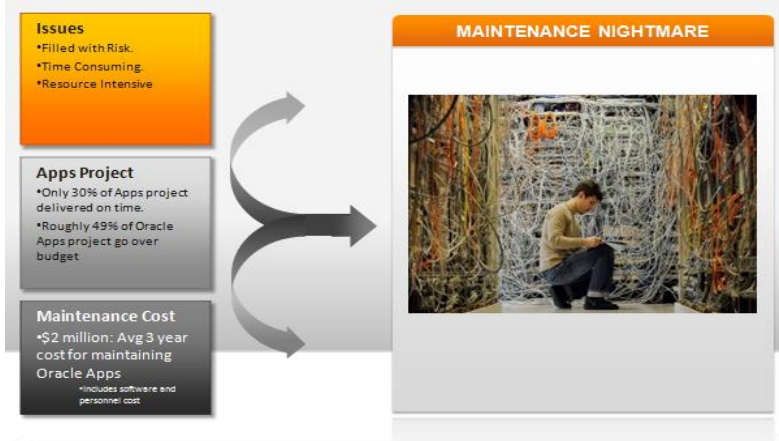 Issues
•Filled with Risk.
•Time Consuming.
•Resource Intensive
Apps Project
•Only 30% of Apps project
delivered on time.
•Roughly 49% of Oracle
Apps project go over
budget
Maintenance Cost
•$2 million: Avg 3 year
cost for maintaining
Oracle Apps
•Includes software and
personnel cost
MAINTENANCE NIGHTMARE